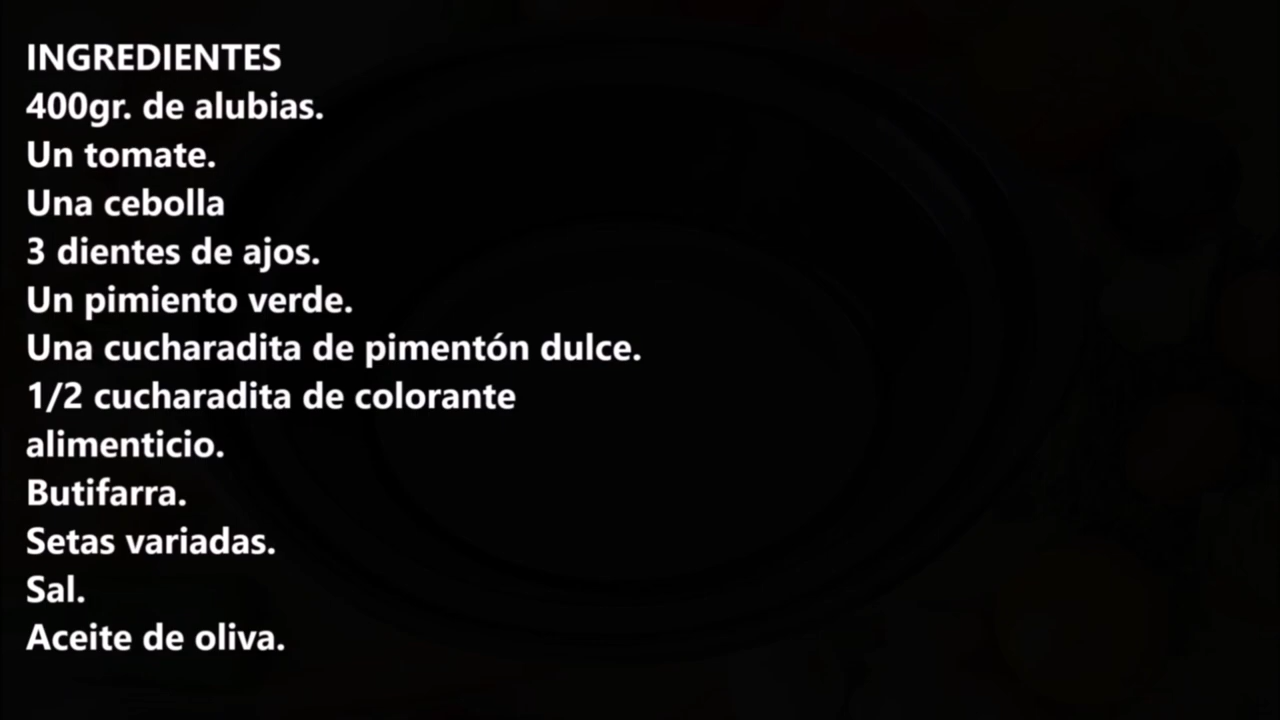 INGREDIENTES
400gr. de alubias.
Un tomate.
Una cebolla
3 dientes de ajos.
Un pimiento verde.
Una cucharadita de pimentón dulce.
1/2 cucharadita de colorante
alimenticio.
Butifarra.
Setas variadas.
Sal.
Aceite de oliva.